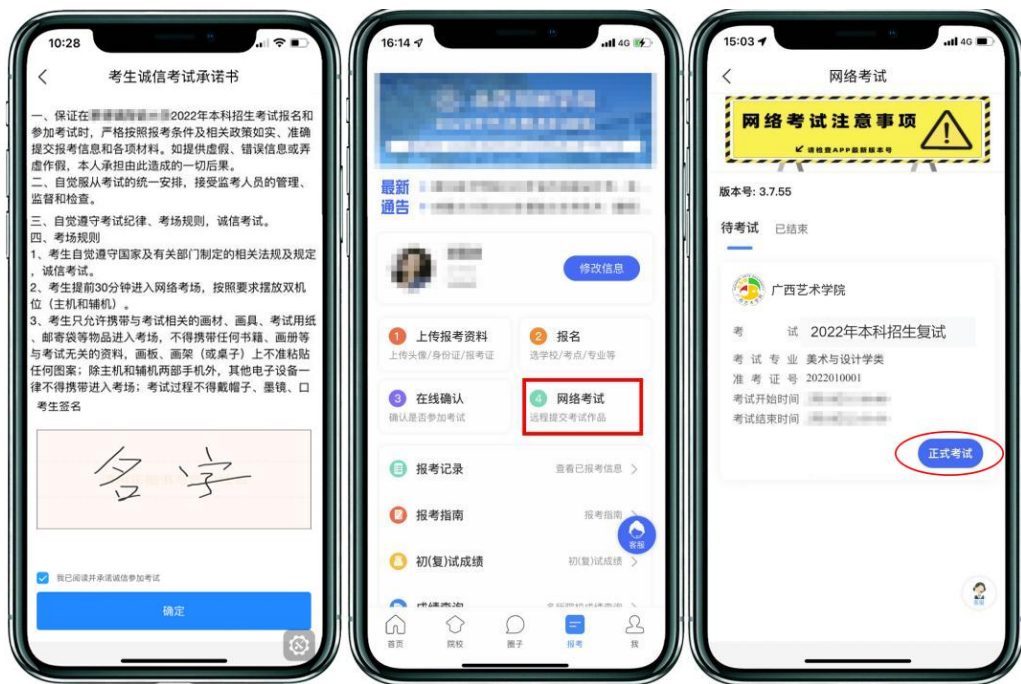 10:28
考生诚信考试承诺书
一、保证在
2022年本科招生考试报名和
参加考试时，严格按照报考条件及相关政策如实、准确
提交报考信息和各项材料。如提供虚假、错误信息或弄
虚作假，本人承担由此造成的一切后果。
二、自觉服从考试的统一安排，接受监考人员的管理、
监督和检查。
三、自觉遵守考试纪律、考场规则，诚信考试。
四、考场规则
1、考生自觉遵守国家及有关部门制定的相关法规及规定
，诚信考试。
2、考生提前30分钟进入网络考场，按照要求摆放双机
位（主机和辅机）。
3、考生只允许携带与考试相关的画材、画具、考试用纸
、邮寄袋等物品进入考场，不得携带任何书籍、画册等
与考试无关的资料，画板、画架（或桌子）上不准粘贴
任何图案；除主机和辅机两部手机外，其他电子设备一
律不得携带进入考场；考试过程不得戴帽子、墨镜、口
考生签名
名字
我已阅读并承诺诚信参加考试
确定
16:14
4G
最新
通告
修改信息
1 上传报考资料
上传头像/身份证/报考证
2 报名
选学校/考点/专业等
3 在线确认
确认是否参加考试
4 网络考试
远程提交考试作品
报考记录 查看已报考信息
报考指南 报考指南
客服
初(复)试成绩 初(复)试成绩
成绩查询
首页 院校 圈子 报考 我
15:03
4G
网络考试
网络考试注意事项
请检查APP最新版本号
版本号: 3.7.55
待考试 已结束
广西艺术学院
考试 2022年本科招生复试
考试专业 美术与设计学类
准考证号 2022010001
考试开始时间
考试结束时间
正式考试
客服